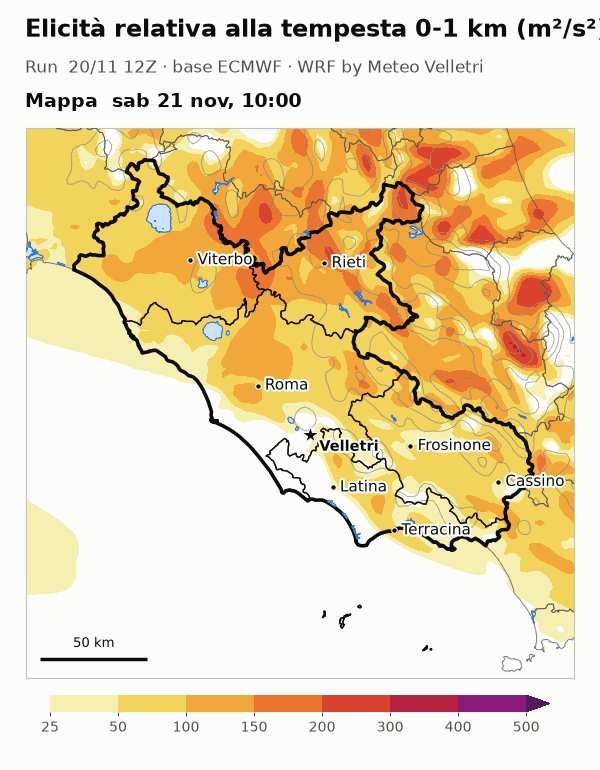 Elicità relativa alla tempesta 0-1 km (m²/s²)
Run  20/11 12Z · base ECMWF · WRF by Meteo Velletri
Mappa  sab 21 nov, 10:00
Viterbo
Rieti
Roma
Velletri
Frosinone
Cassino
Latina
Terracina
50 km
25 50 100 150 200 300 400 500